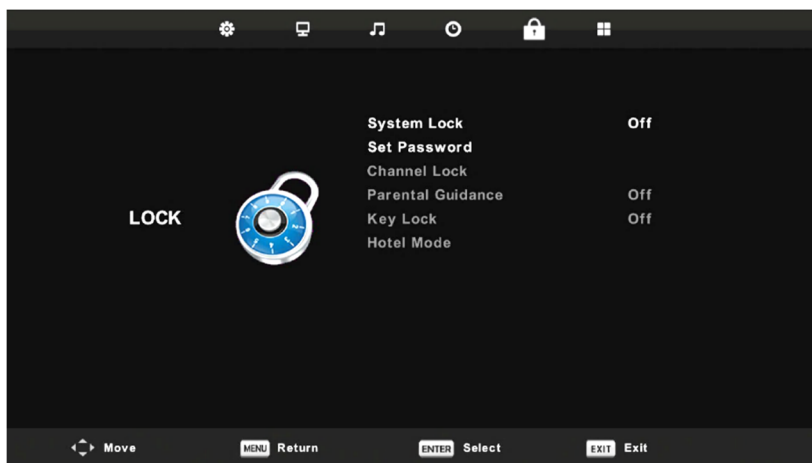 System Lock Off
Set Password
Channel Lock
Parental Guidance Off
LOCK
Key Lock Off
Hotel Mode
Move MENU Return ENTER Select EXIT Exit